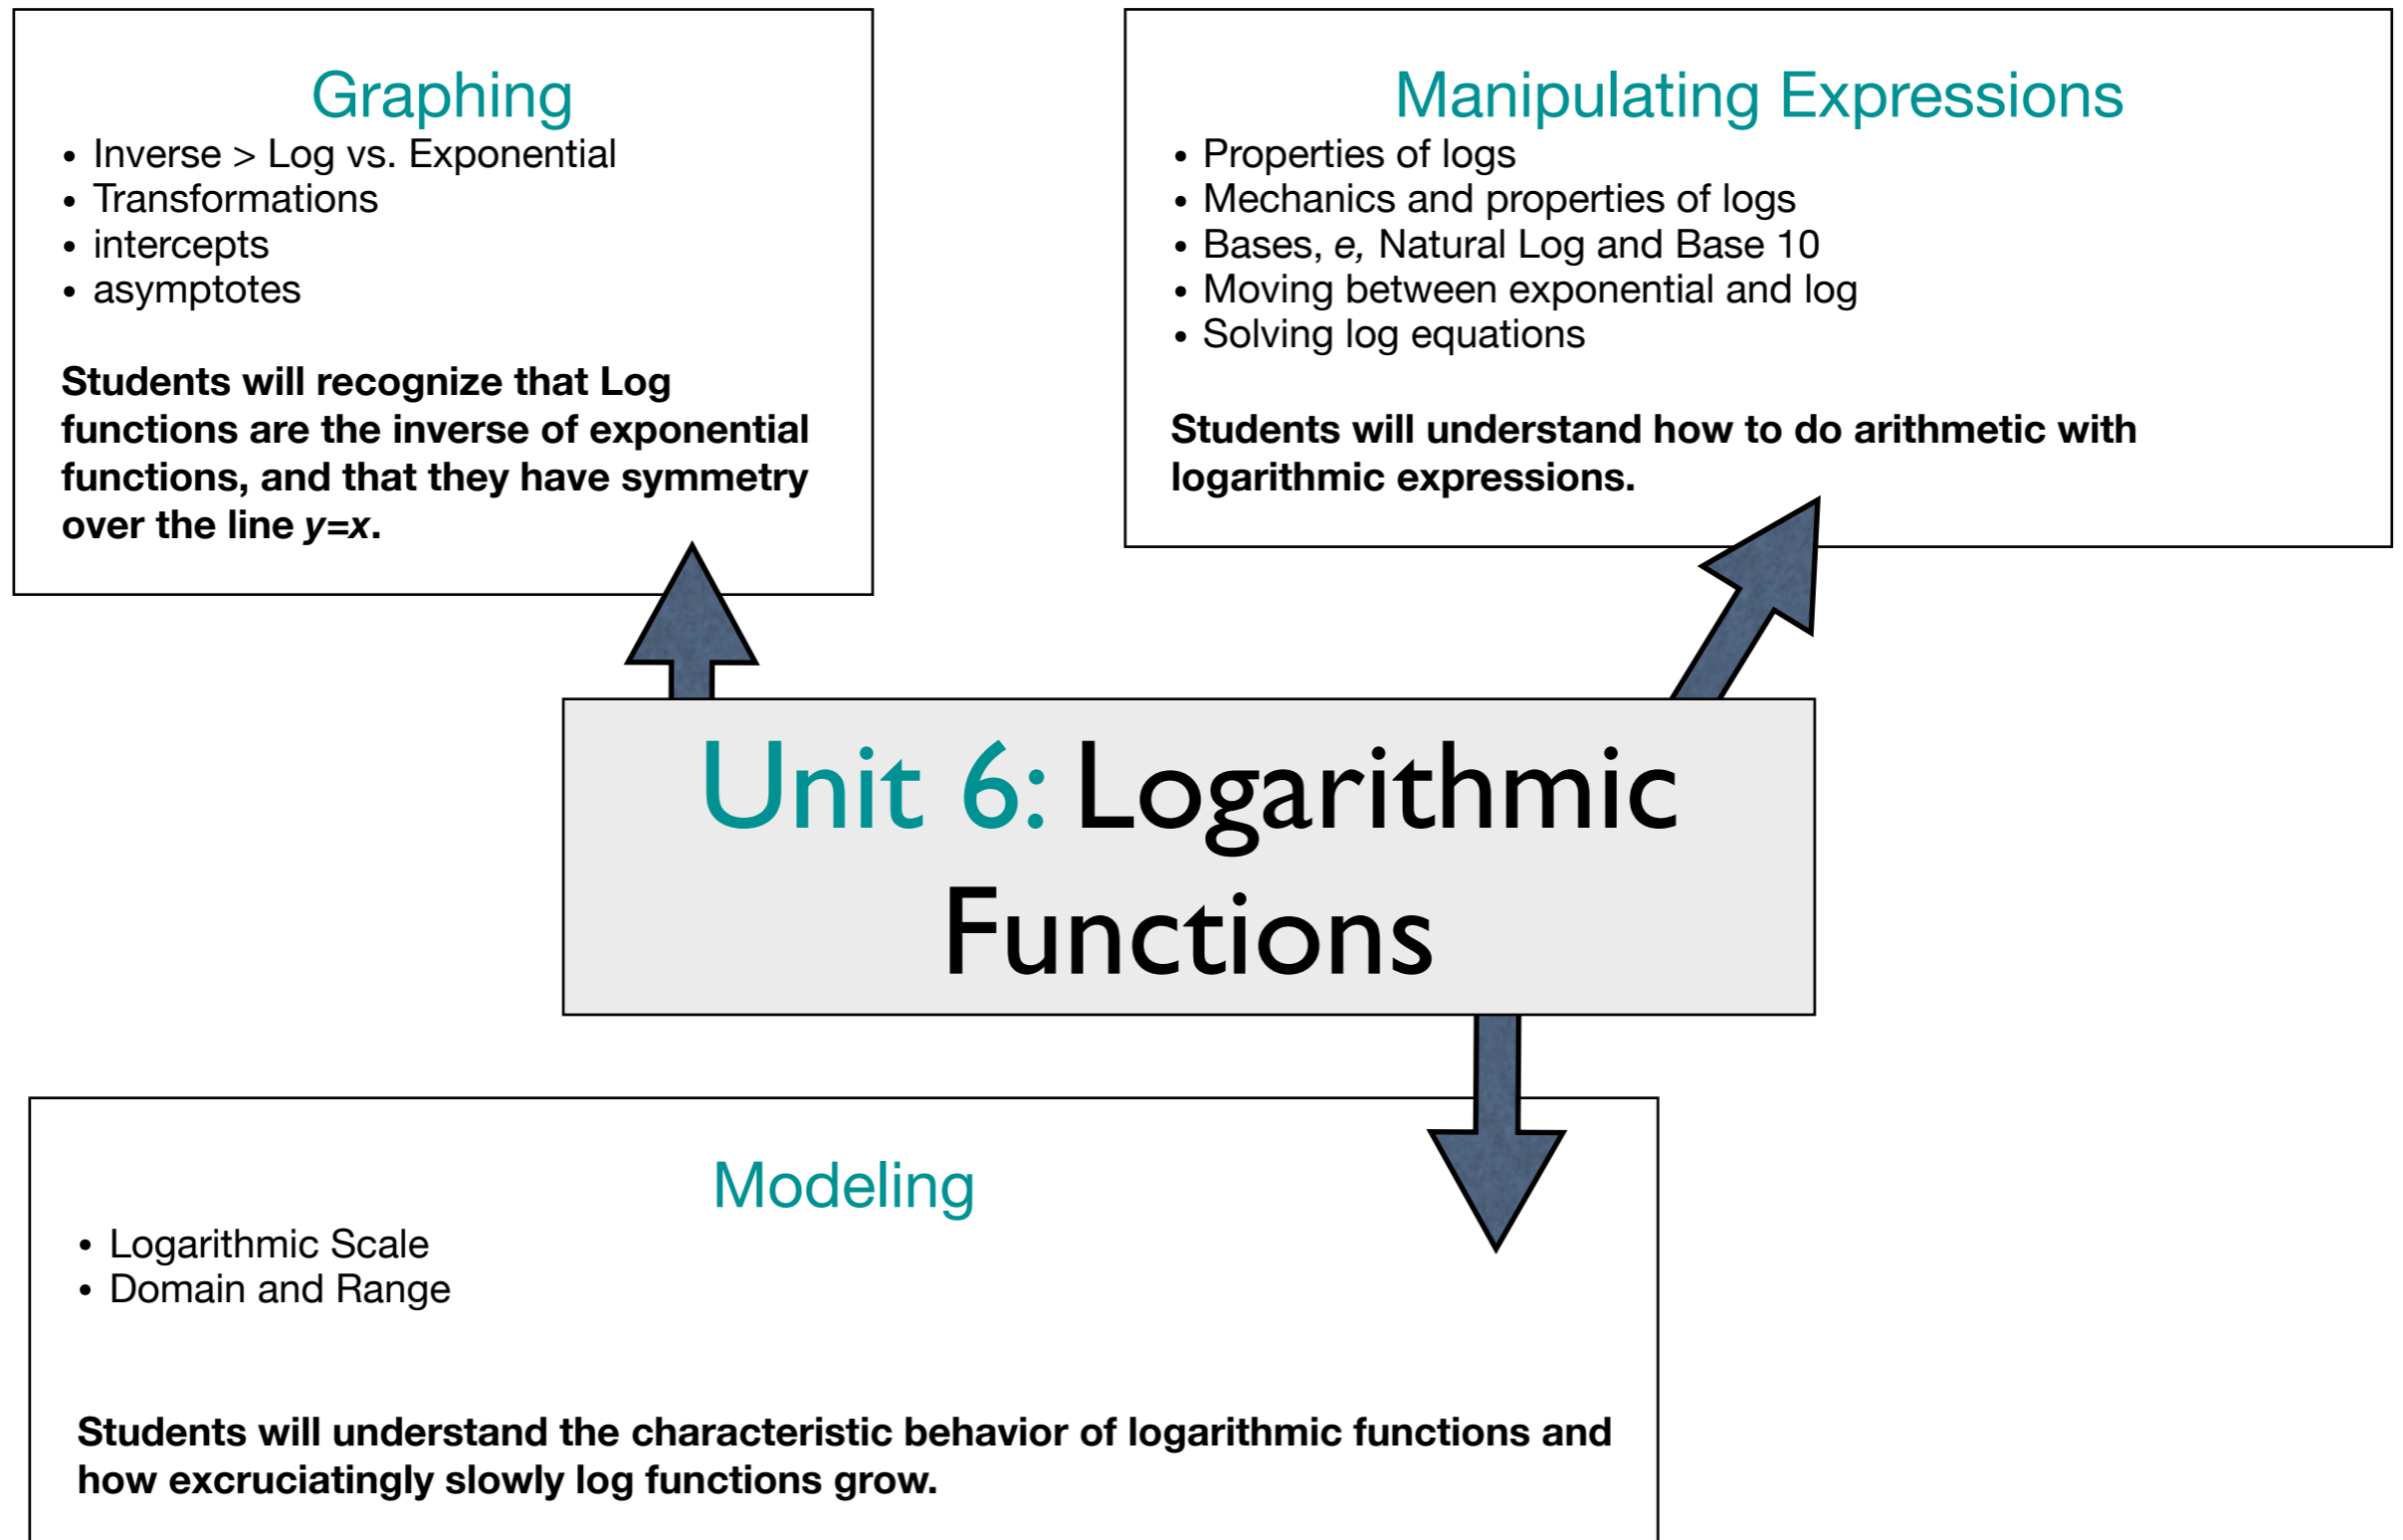 Graphing
• Inverse > Log vs. Exponential
• Transformations
• intercepts
• asymptotes
Students will recognize that Log
functions are the inverse of exponential
functions, and that they have symmetry
over the line y=x.
Manipulating Expressions
• Properties of logs
• Mechanics and properties of logs
• Bases, e, Natural Log and Base 10
• Moving between exponential and log
• Solving log equations
Students will understand how to do arithmetic with
logarithmic expressions.
Unit 6: Logarithmic
Functions
Modeling
• Logarithmic Scale
• Domain and Range
Students will understand the characteristic behavior of logarithmic functions and
how excruciatingly slowly log functions grow.